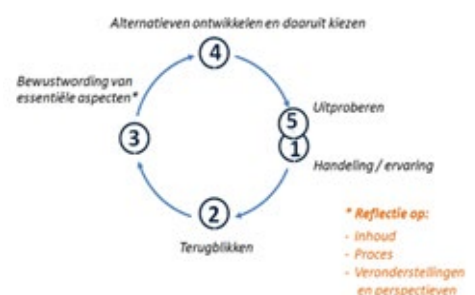 Alternatieven ontwikkelen en daaruit kiezen
4
Bewustwording van
essentiële aspecten*
3
5
Uitproberen
1
Handeling / ervaring
2
Terugblikken
* Reflectie op:
- Inhoud
- Proces
- Veronderstellingen
en perspectieven